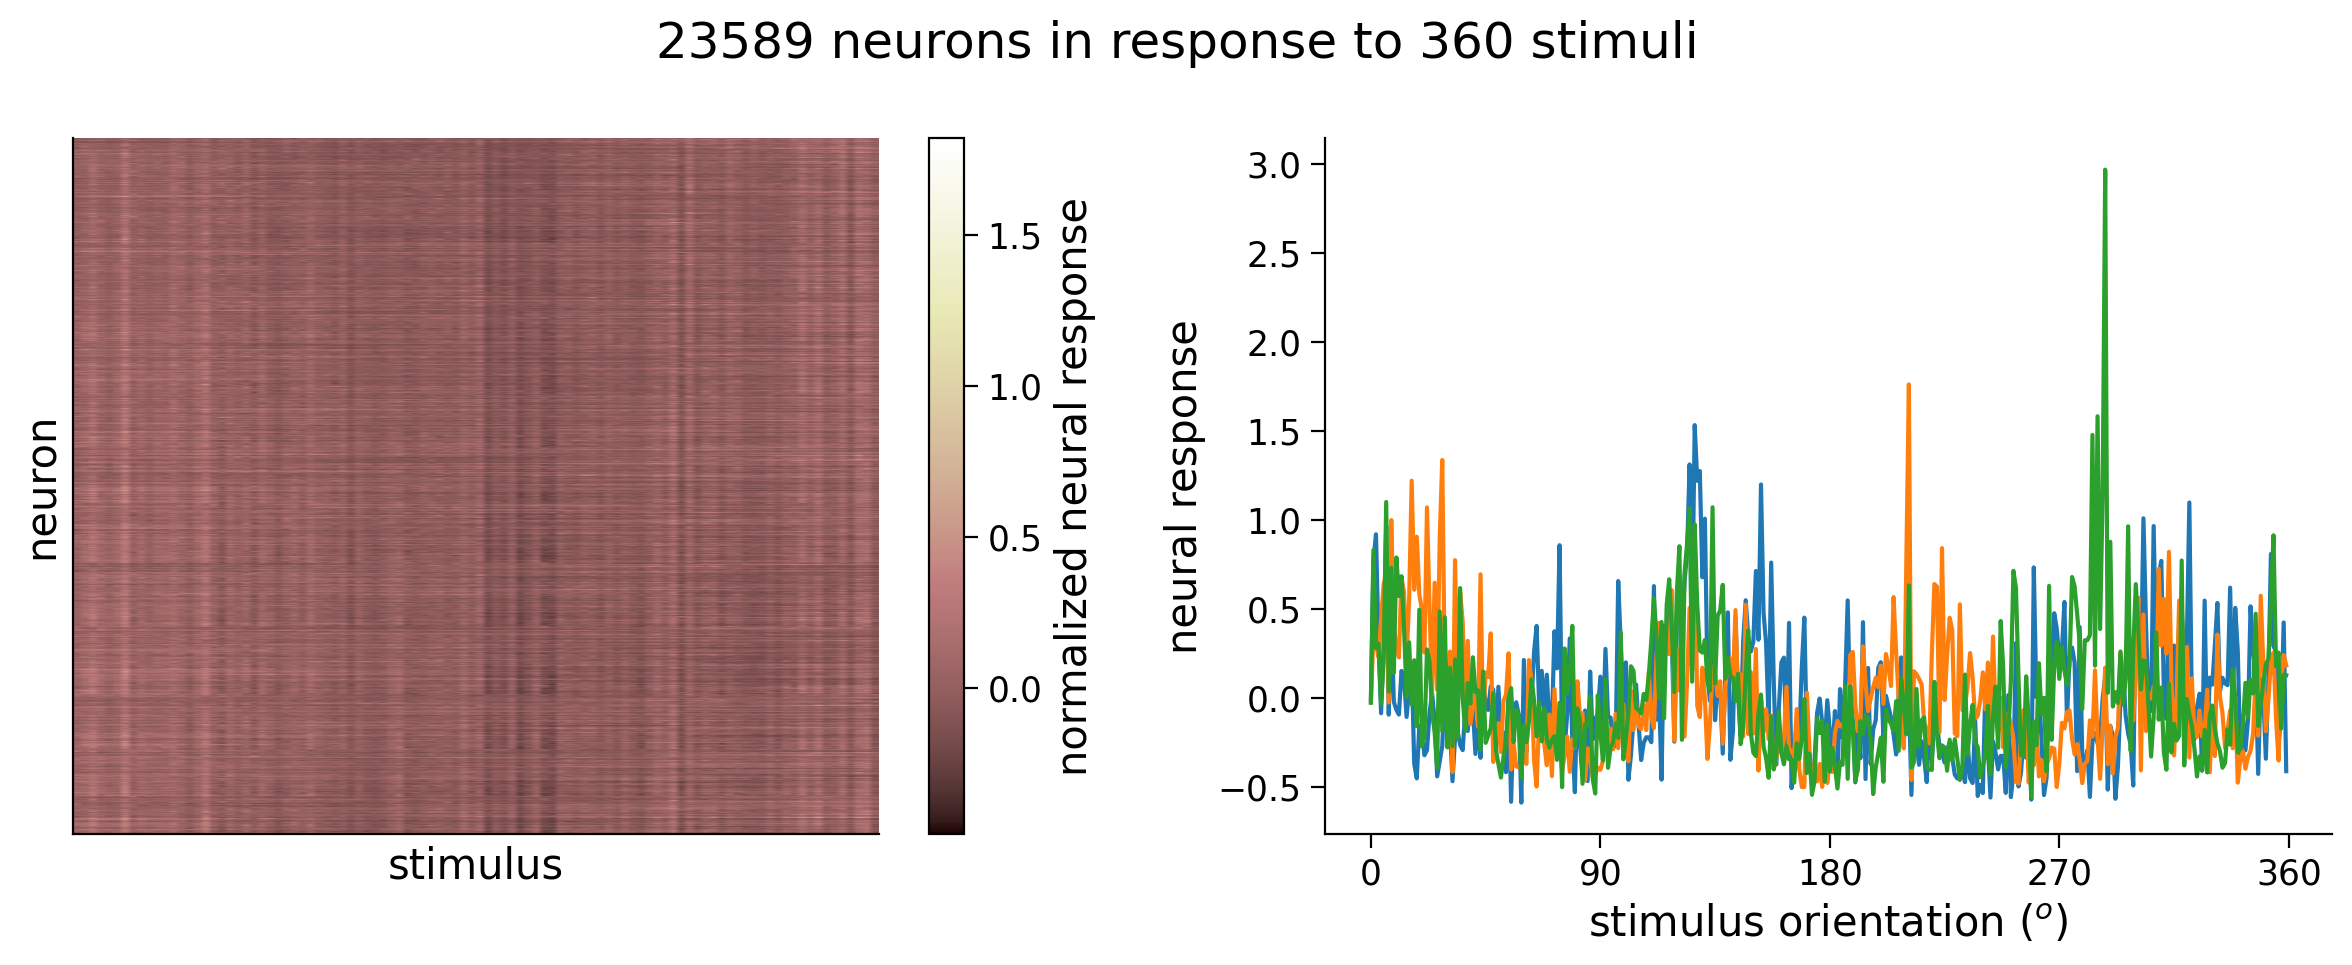 23589 neurons in response to 360 stimuli
neuron
stimulus
1.5
1.0
0.5
0.0
normalized neural response
neural response
3.0
2.5
2.0
1.5
1.0
0.5
0.0
−0.5
0 90 180 270 360
stimulus orientation (°)